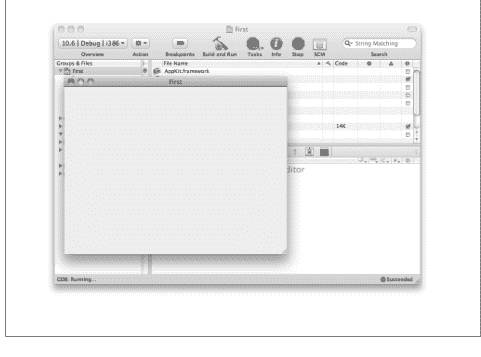 First
10.6 | Debug | i386
Overview Action Breakpoints Build and Run Tasks Info Stop SCM Search
String Matching
Groups & Files
File Name
Code
First
AppKit.framework
First
14K
ditor
GDB: Running...
Succeeded